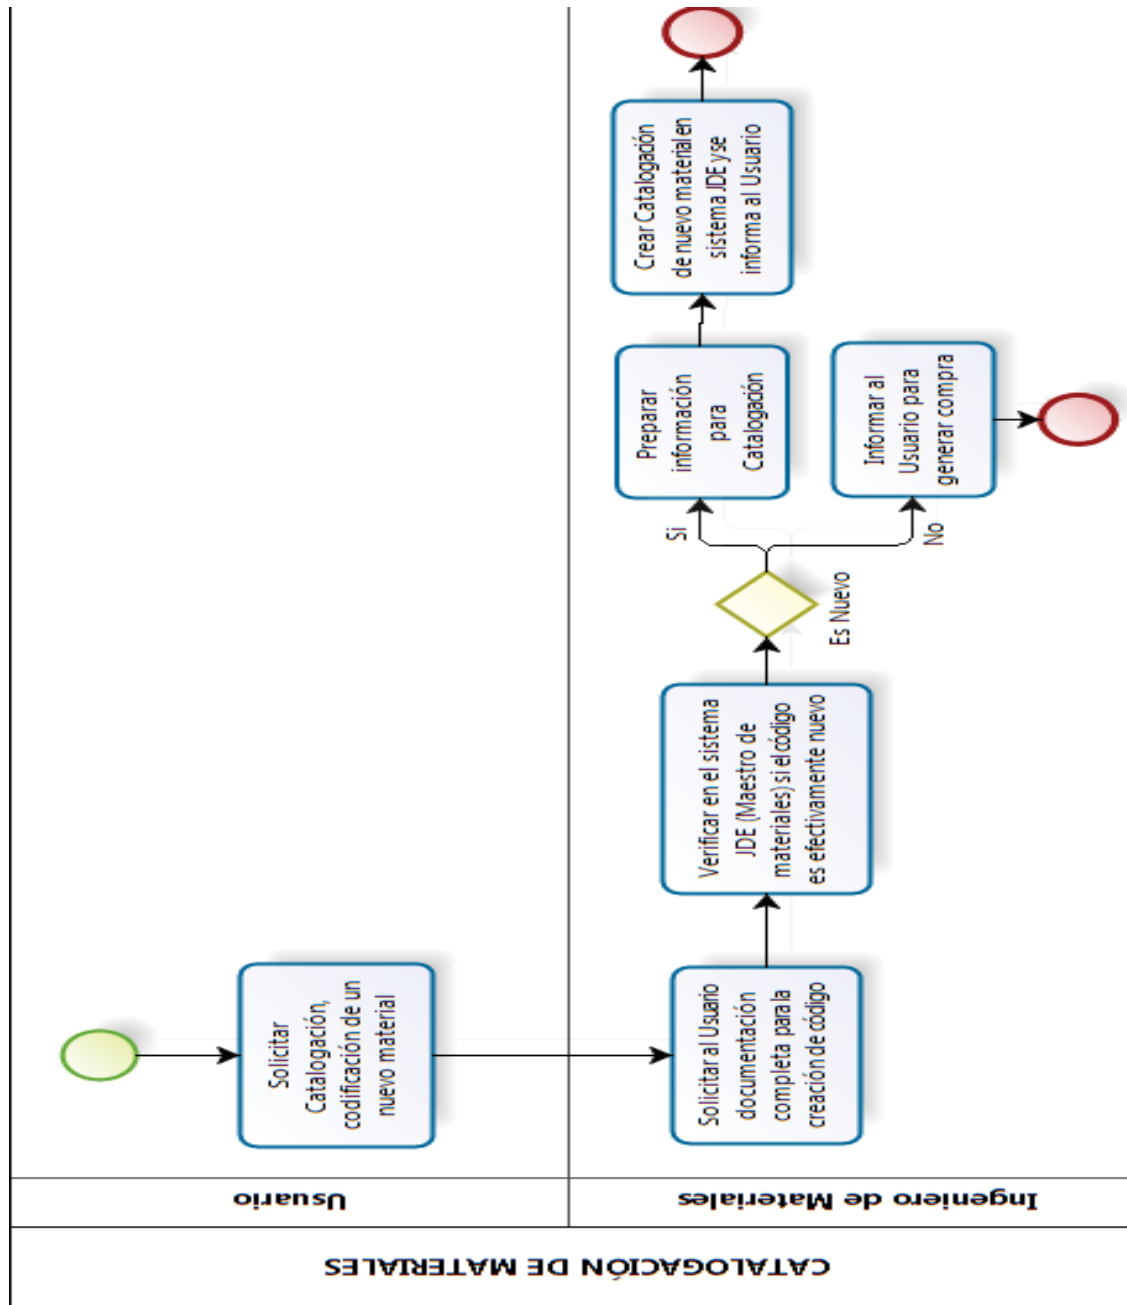 CATALOGACIÓN DE MATERIALES
Usuario
Solicitar
Catalogación,
codificación de un
nuevo material
Ingeniero de Materiales
Solicitar al Usuario
documentación
completa para la
creación de código
Verificar en el sistema
JDE (Maestro de
materiales) si el código
es efectivamente nuevo
Es Nuevo
Si
Preparar
información
para
Catalogación
Crear Catalogación
de nuevo material en
sistema JDE y se
informa al Usuario
No
Informar al
Usuario para
generar compra